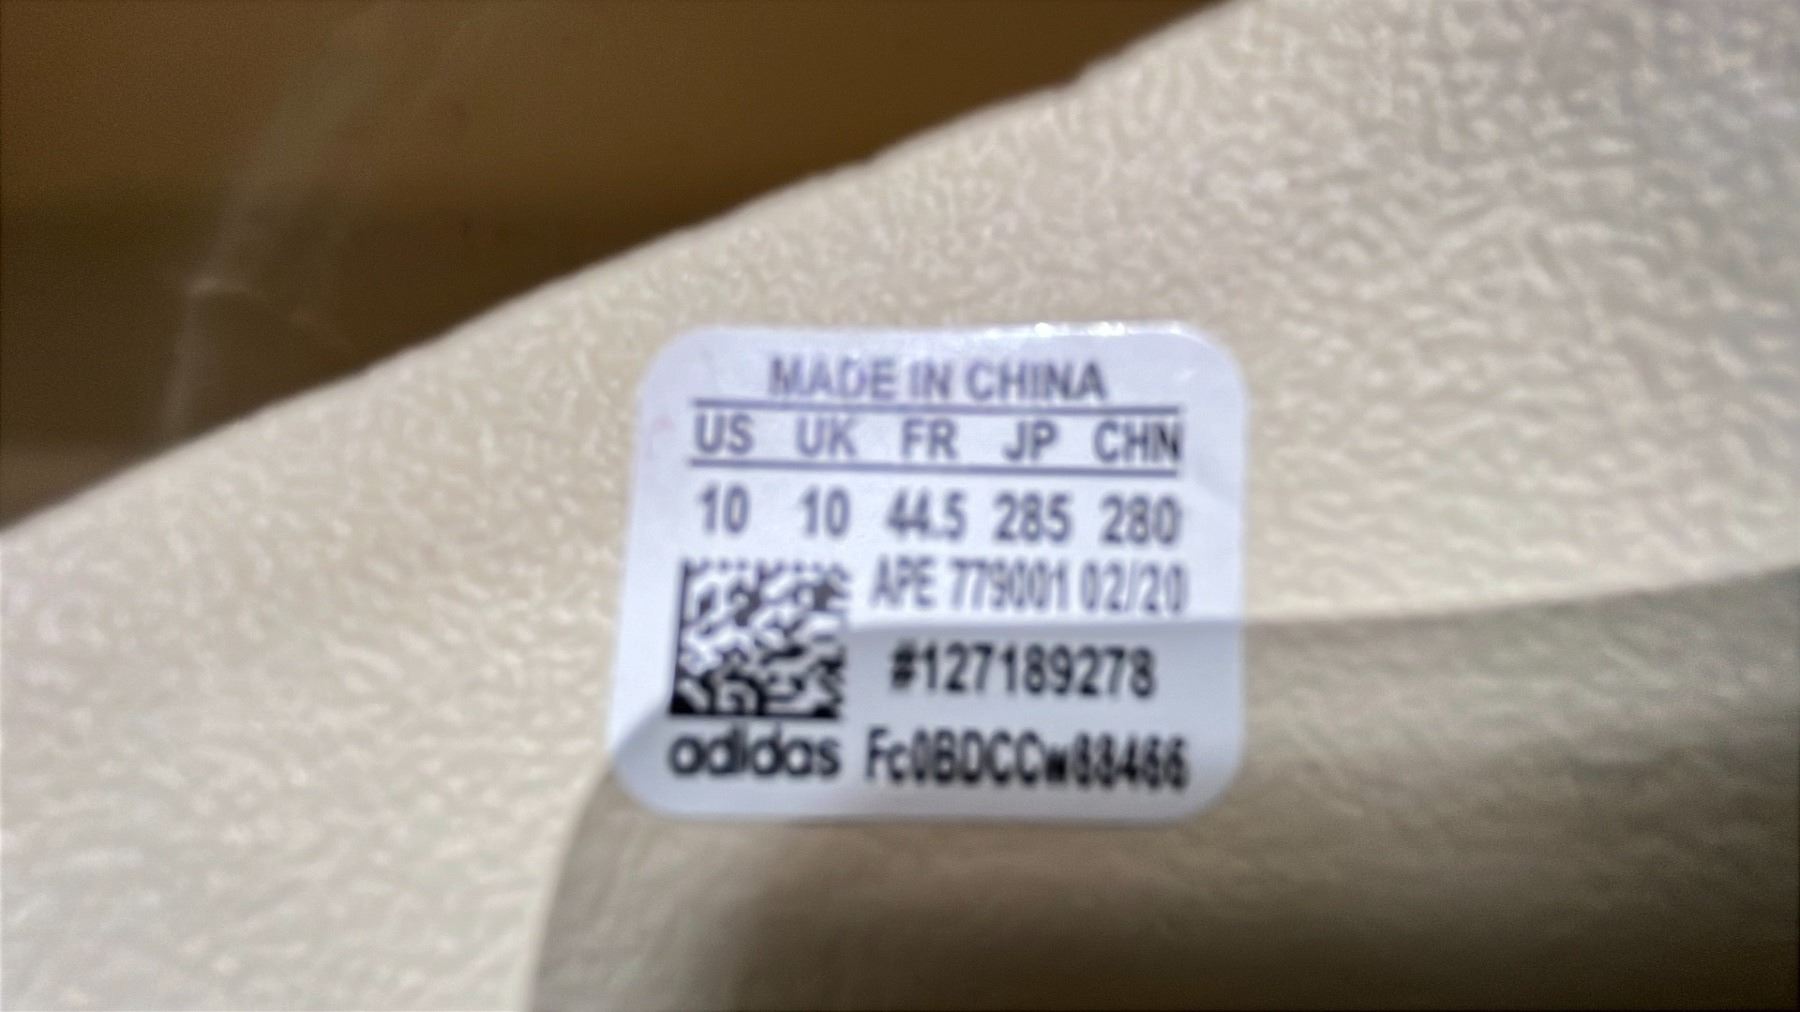 MADE IN CHINA
US UK FR JP CHN
10 10 44.5 285 280
APE 779001 02/20
#127189278
adidas Fc0BDCCw88466